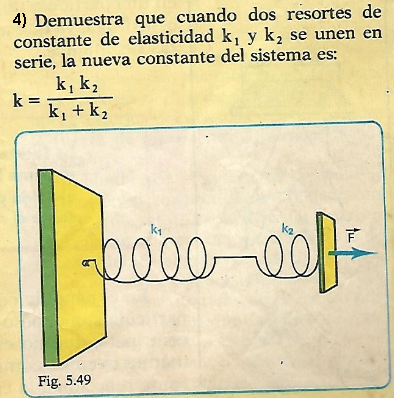 4) Demuestra que cuando dos resortes de
constante de elasticidad k₁ y k₂ se unen en
serie, la nueva constante del sistema es:
k = k₁ k₂ / k₁ + k₂
k₁
k₂
F⃗
Fig. 5.49